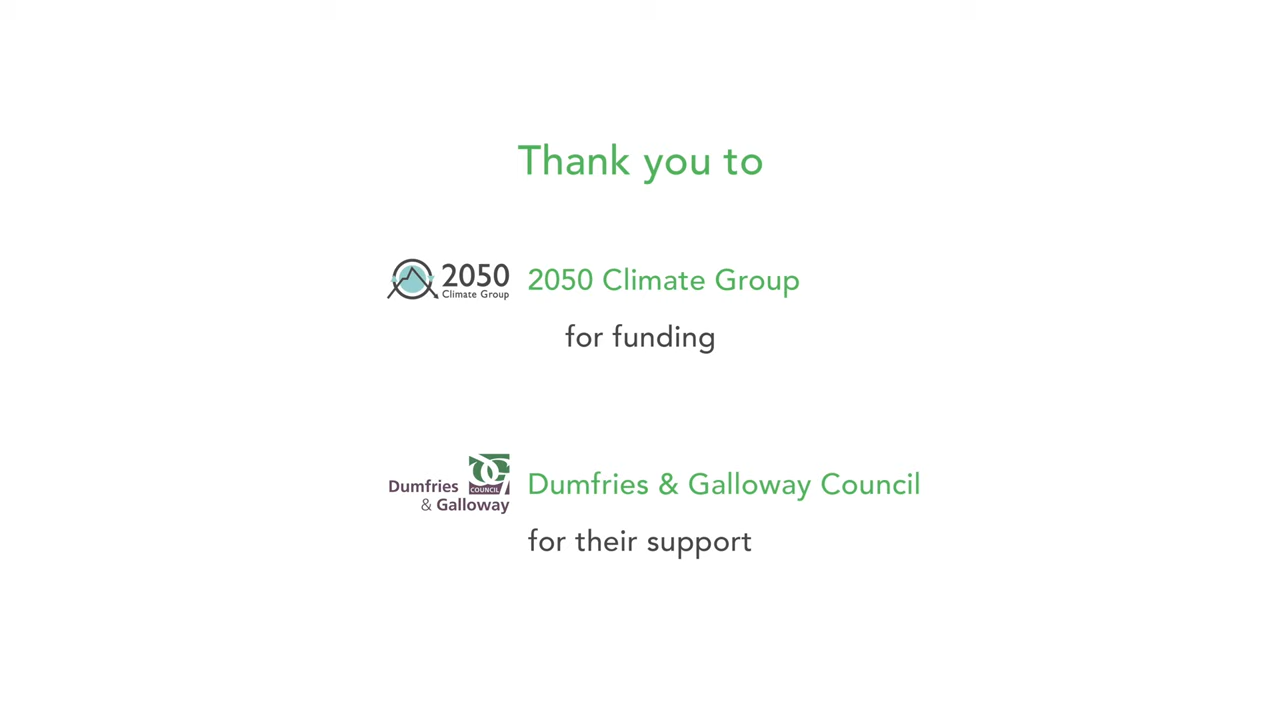 Thank you to
2050
Climate Group
2050 Climate Group
for funding
Dumfries
COUNCIL
& Galloway
Dumfries & Galloway Council
for their support